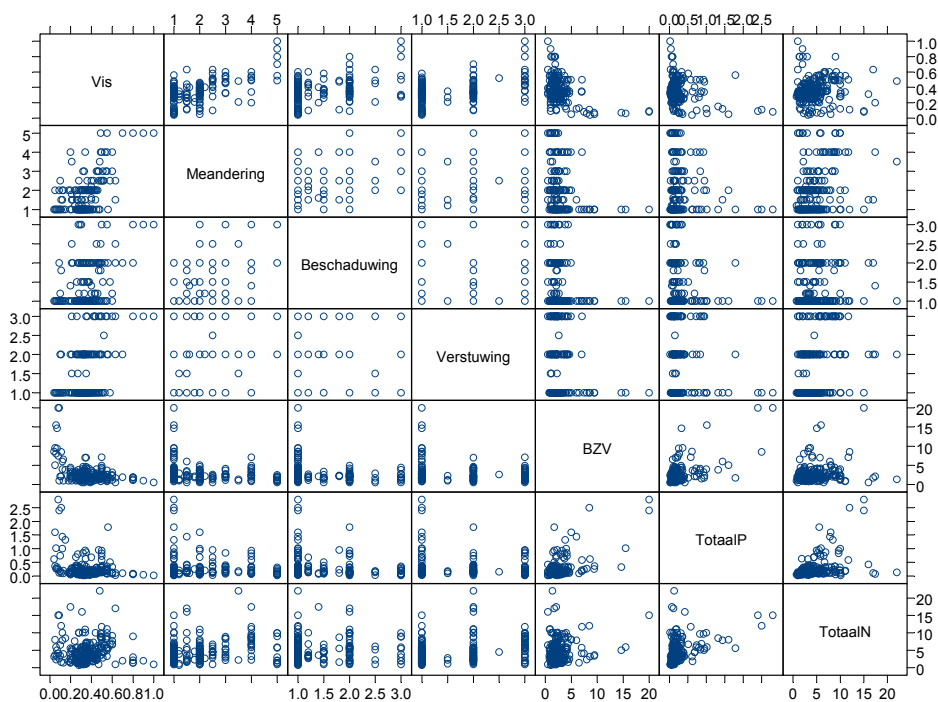 1 2 3 4 5 1.0 1.5 2.0 2.5 3.0 0.0 0.5 1.0 1.5 2.0 2.5
Vis 0.0 0.2 0.4 0.6 0.8 1.0
1 2 3 4 5 Meandering
Beschaduwing 1.0 1.5 2.0 2.5 3.0
1.0 1.5 2.0 2.5 3.0 Verstuwing
BZV 0 5 10 15 20
0.0 0.5 1.0 1.5 2.0 2.5 TotaalP
TotaalN 0 5 10 15 20
0.0 0.2 0.4 0.6 0.8 1.0 1.0 1.5 2.0 2.5 3.0 0 5 10 15 20 0 5 10 15 20